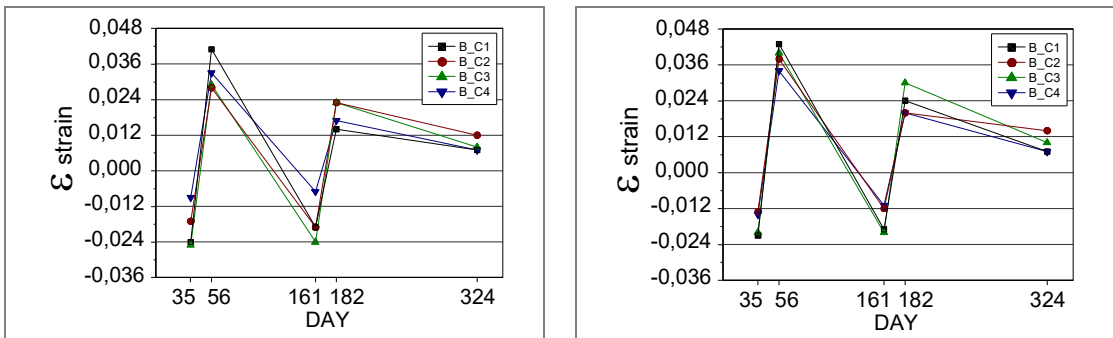 0,048
0,036
0,024
0,012
0,000
-0,012
-0,024
-0,036
ε strain
B_C1
B_C2
B_C3
B_C4
35 56 161 182 324
DAY
0,048
0,036
0,024
0,012
0,000
-0,012
-0,024
-0,036
ε strain
B_C1
B_C2
B_C3
B_C4
35 56 161 182 324
DAY